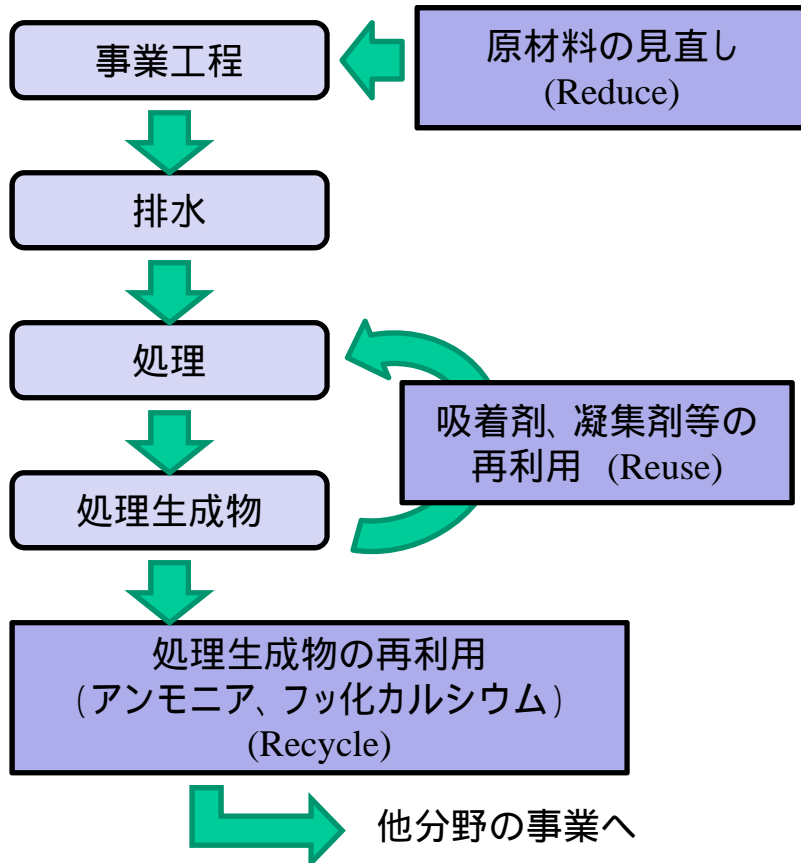 事業工程
原材料の見直し
(Reduce)
排水
処理
吸着剤、凝集剤等の
再利用 (Reuse)
処理生成物
処理生成物の再利用
(アンモニア、フッ化カルシウム)
(Recycle)
他分野の事業へ